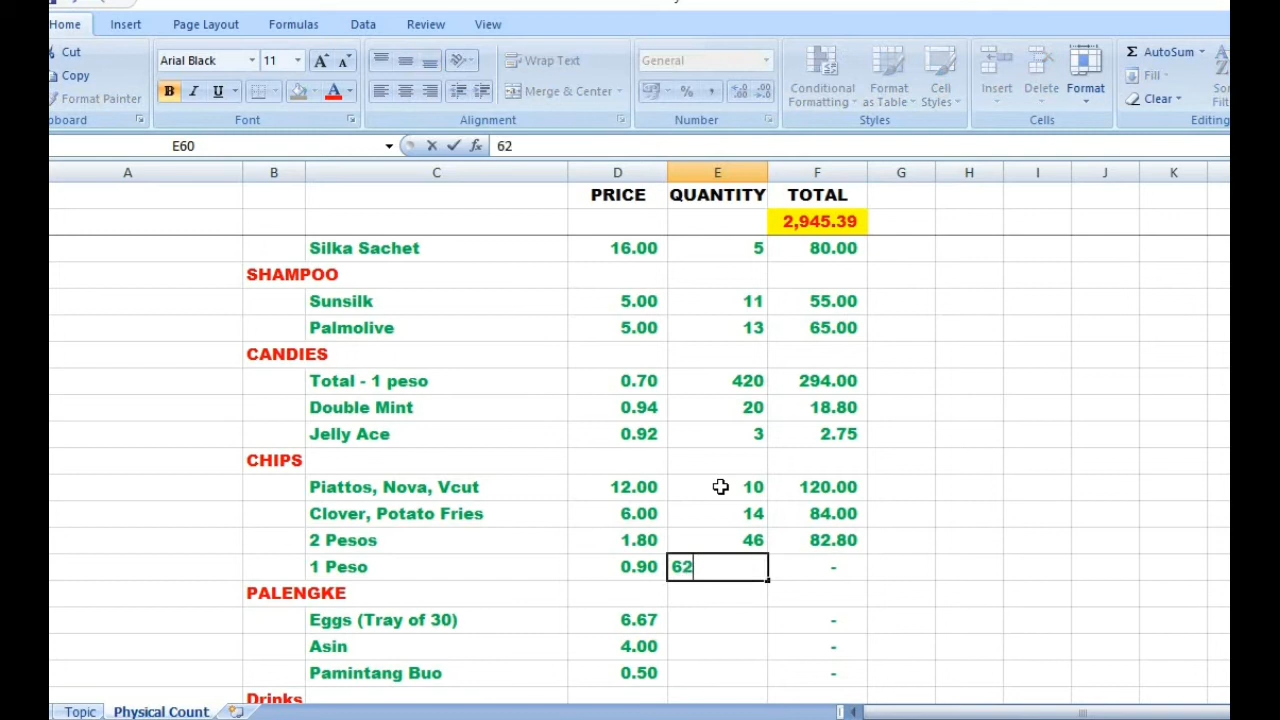 Home Insert Page Layout Formulas Data Review View
Cut
Copy
Format Painter
Arial Black 11
B I U A
Wrap Text
Merge & Center
General
% ,
Conditional Formatting
Format as Table
Cell Styles
Insert Delete Format
Σ AutoSum
Fill
Clear
Font Alignment Number Styles Cells Editing
E60 fx 62
A B C D E F G H I J K
PRICE QUANTITY TOTAL
2,945.39
Silka Sachet 16.00 5 80.00
SHAMPOO
Sunsilk 5.00 11 55.00
Palmolive 5.00 13 65.00
CANDIES
Total - 1 peso 0.70 420 294.00
Double Mint 0.94 20 18.80
Jelly Ace 0.92 3 2.75
CHIPS
Piattos, Nova, Vcut 12.00 10 120.00
Clover, Potato Fries 6.00 14 84.00
2 Pesos 1.80 46 82.80
1 Peso 0.90 62 -
PALENGKE
Eggs (Tray of 30) 6.67 -
Asin 4.00 -
Pamintang Buo 0.50 -
Drinks
Topic Physical Count